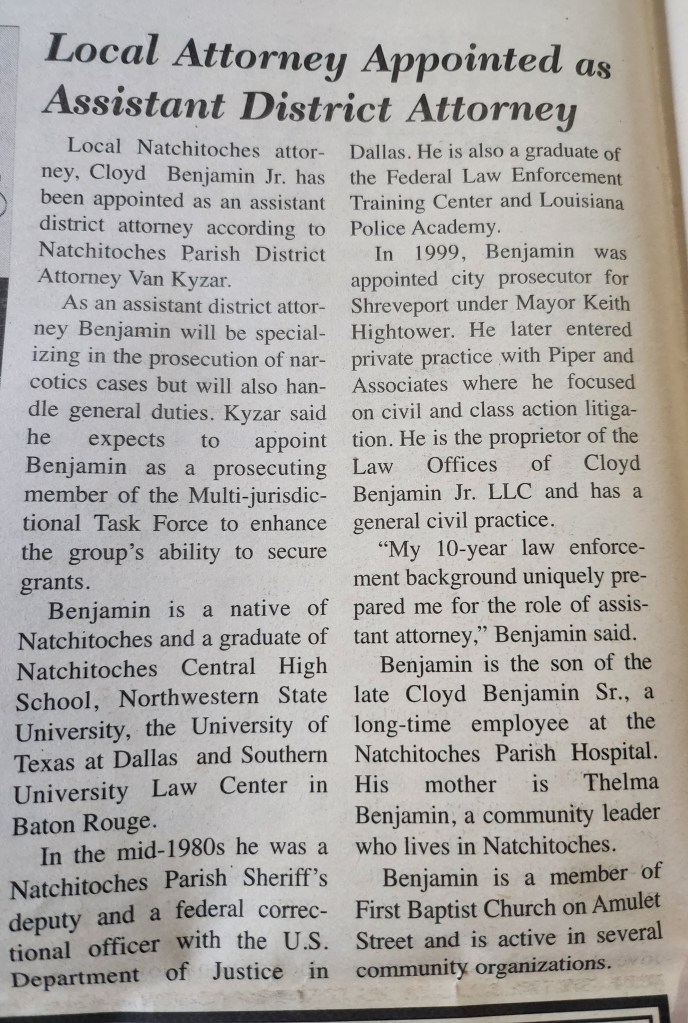 Local Attorney Appointed as
Assistant District Attorney
Local Natchitoches attor-
ney, Cloyd Benjamin Jr. has
been appointed as an assistant
district attorney according to
Natchitoches Parish District
Attorney Van Kyzar.
As an assistant district attor-
ney Benjamin will be special-
izing in the prosecution of nar-
cotics cases but will also han-
dle general duties. Kyzar said
he expects to appoint
Benjamin as a prosecuting
member of the Multi-jurisdic-
tional Task Force to enhance
the group's ability to secure
grants.
Benjamin is a native of
Natchitoches and a graduate of
Natchitoches Central High
School, Northwestern State
University, the University of
Texas at Dallas and Southern
University Law Center in
Baton Rouge.
In the mid-1980s he was a
Natchitoches Parish Sheriff's
deputy and a federal correc-
tional officer with the U.S.
Department of Justice in
Dallas. He is also a graduate of
the Federal Law Enforcement
Training Center and Louisiana
Police Academy.
In 1999, Benjamin was
appointed city prosecutor for
Shreveport under Mayor Keith
Hightower. He later entered
private practice with Piper and
Associates where he focused
on civil and class action litiga-
tion. He is the proprietor of the
Law Offices of Cloyd
Benjamin Jr. LLC and has a
general civil practice.
“My 10-year law enforce-
ment background uniquely pre-
pared me for the role of assis-
tant attorney,” Benjamin said.
Benjamin is the son of the
late Cloyd Benjamin Sr., a
long-time employee at the
Natchitoches Parish Hospital.
His mother is Thelma
Benjamin, a community leader
who lives in Natchitoches.
Benjamin is a member of
First Baptist Church on Amulet
Street and is active in several
community organizations.